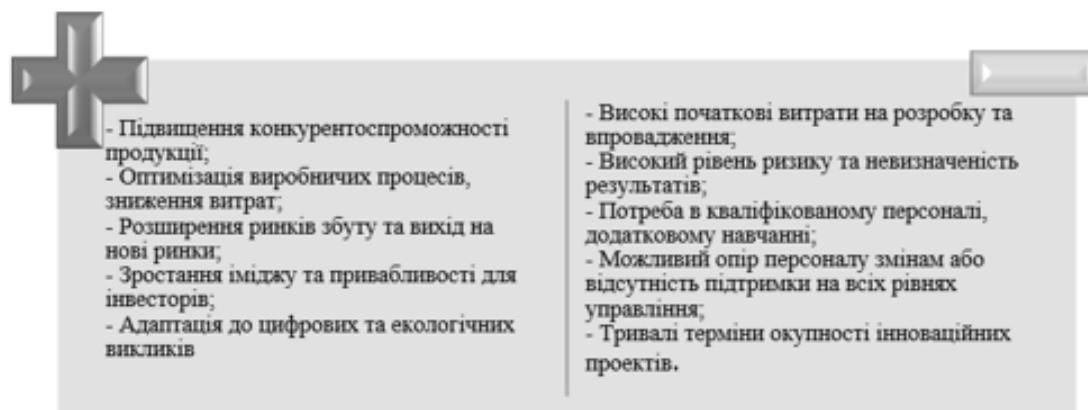 - Підвищення конкурентоспроможності
продукції;
- Оптимізація виробничих процесів,
зниження витрат;
- Розширення ринків збуту та вихід на
нові ринки;
- Зростання іміджу та привабливості для
інвесторів;
- Адаптація до цифрових та екологічних
викликів
- Високі початкові витрати на розробку та
впровадження;
- Високий рівень ризику та невизначеність
результатів;
- Потреба в кваліфікованому персоналі,
додатковому навчанні;
- Можливий опір персоналу змінам або
відсутність підтримки на всіх рівнях
управління;
- Тривалі терміни окупності інноваційних
проектів.